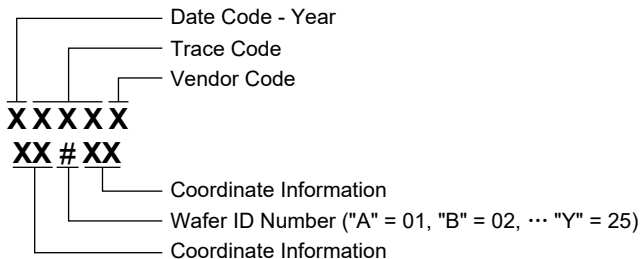 Date Code - Year
Trace Code
Vendor Code
X X X X X
XX # XX
Coordinate Information
Wafer ID Number ("A" = 01, "B" = 02, ··· "Y" = 25)
Coordinate Information